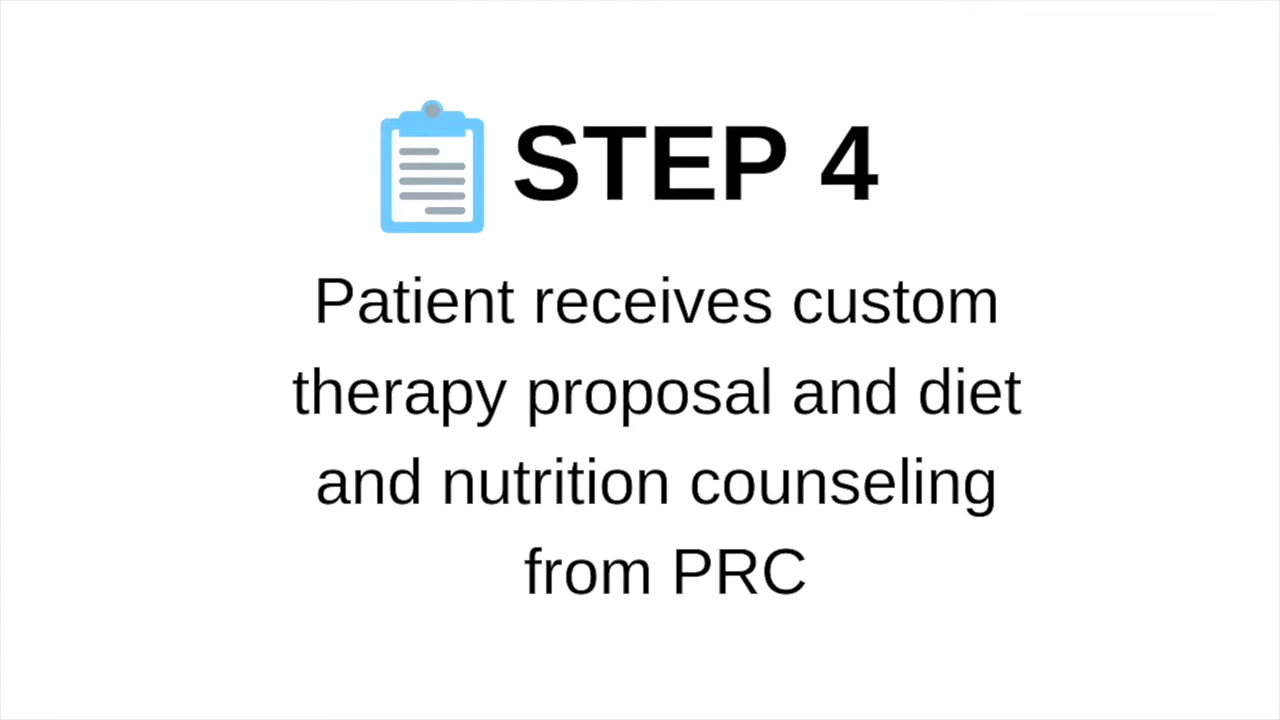 STEP 4
Patient receives custom
therapy proposal and diet
and nutrition counseling
from PRC